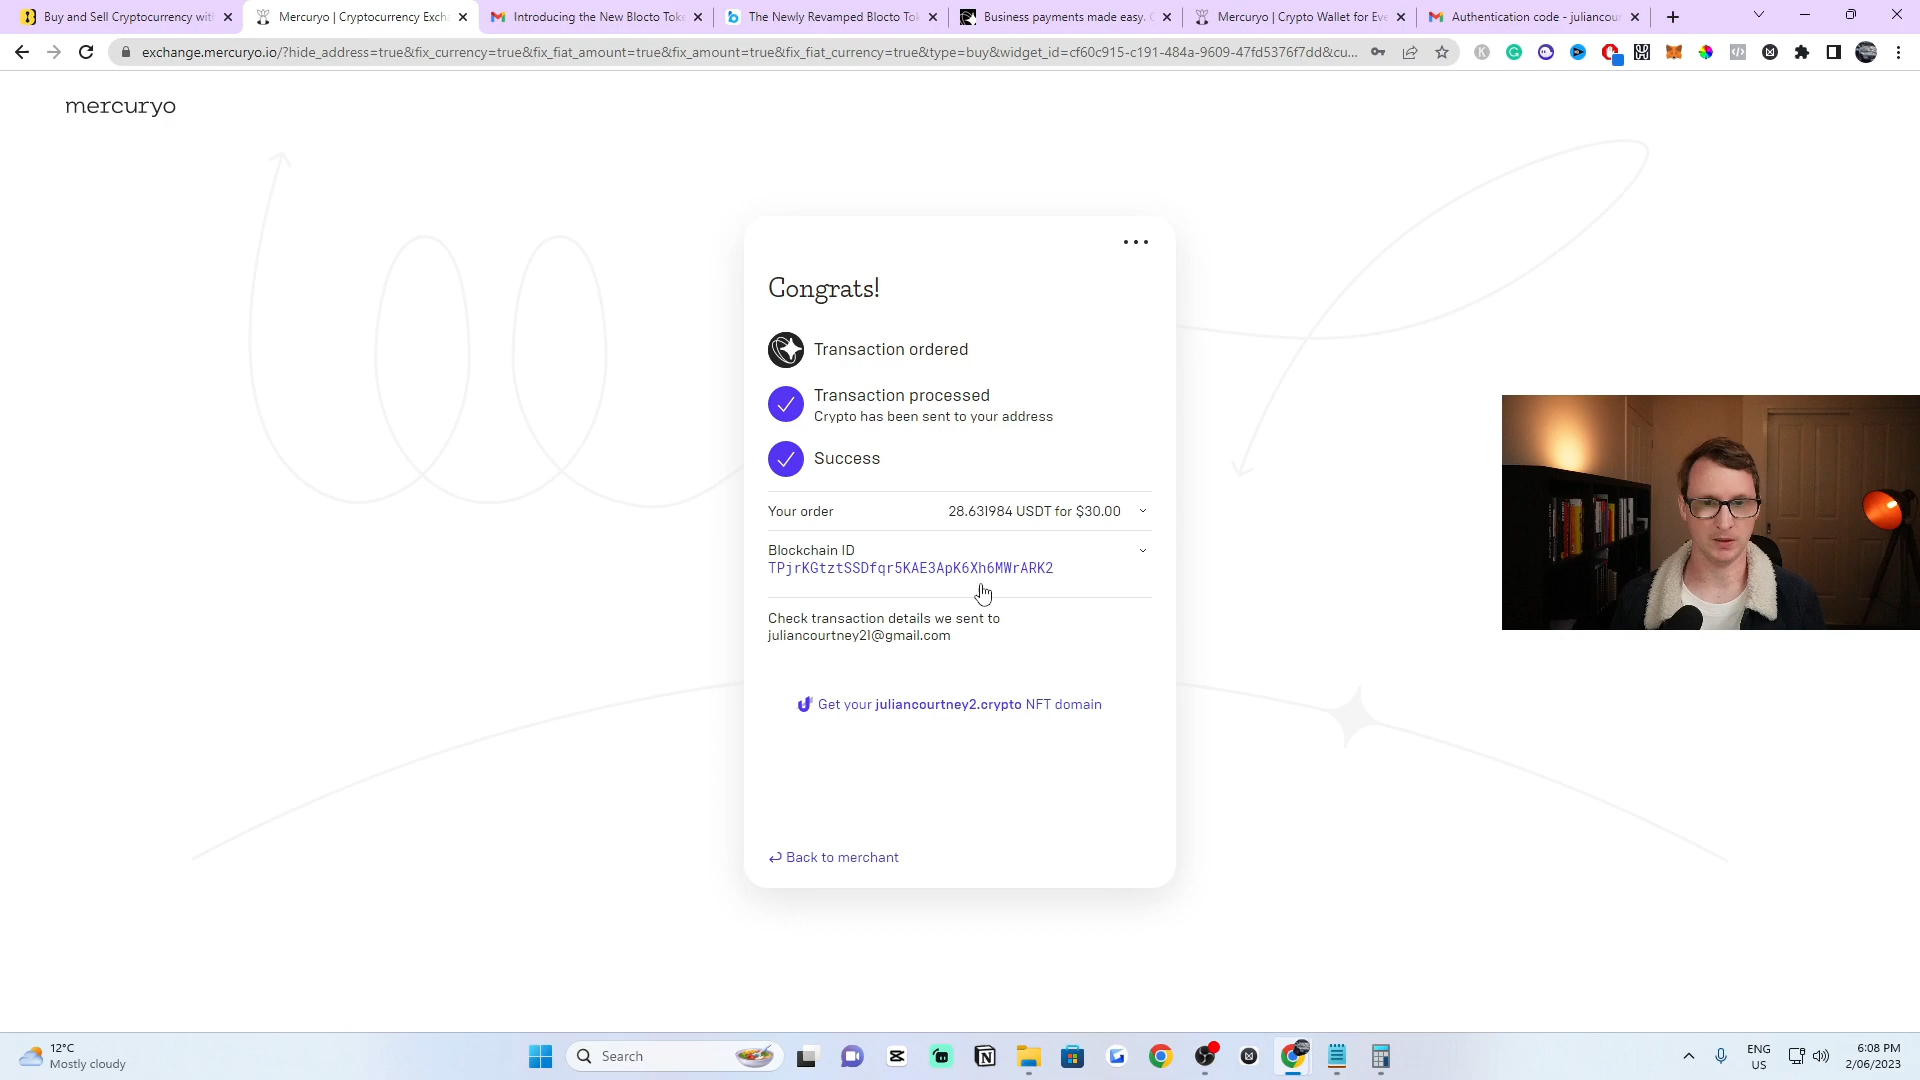 Buy and Sell Cryptocurrency wit
Mercuryo | Cryptocurrency Exch
Introducing the New Blocto Toke
The Newly Revamped Blocto Tok
Business payments made easy.
Mercuryo | Crypto Wallet for Eve
Authentication code - juliancour
exchange.mercuryo.io/?hide_address=true&fix_currency=true&fix_fiat_amount=true&fix_amount=true&fix_fiat_currency=true&type=buy&widget_id=cf60c915-c191-484a-9609-47fd5376f7dd&cu...
mercuryo
Congrats!
Transaction ordered
Transaction processed
Crypto has been sent to your address
Success
Your order 28.631984 USDT for $30.00
Blockchain ID
TPjrKGtztSSDfqr5KAE3ApK6Xh6MWrARK2
Check transaction details we sent to
juliancourtney21@gmail.com
Get your juliancourtney2.crypto NFT domain
Back to merchant
12°C
Mostly cloudy
Search
ENG
US
6:08 PM
2/06/2023